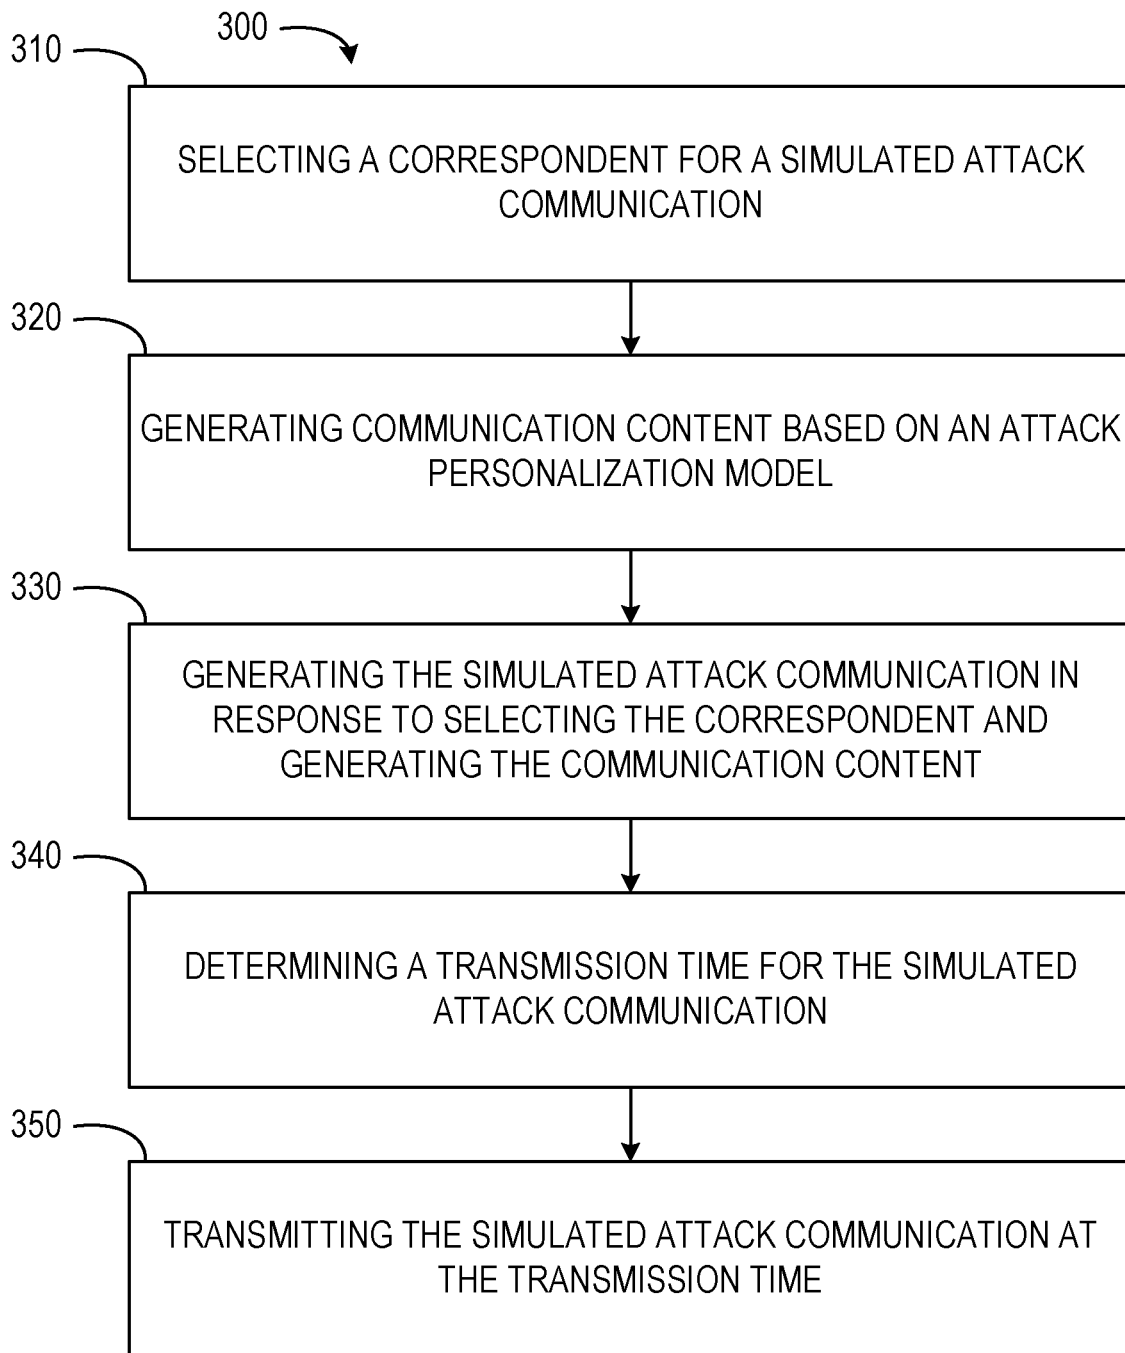 300
310
SELECTING A CORRESPONDENT FOR A SIMULATED ATTACK
COMMUNICATION
320
GENERATING COMMUNICATION CONTENT BASED ON AN ATTACK
PERSONALIZATION MODEL
330
GENERATING THE SIMULATED ATTACK COMMUNICATION IN
RESPONSE TO SELECTING THE CORRESPONDENT AND
GENERATING THE COMMUNICATION CONTENT
340
DETERMINING A TRANSMISSION TIME FOR THE SIMULATED
ATTACK COMMUNICATION
350
TRANSMITTING THE SIMULATED ATTACK COMMUNICATION AT
THE TRANSMISSION TIME